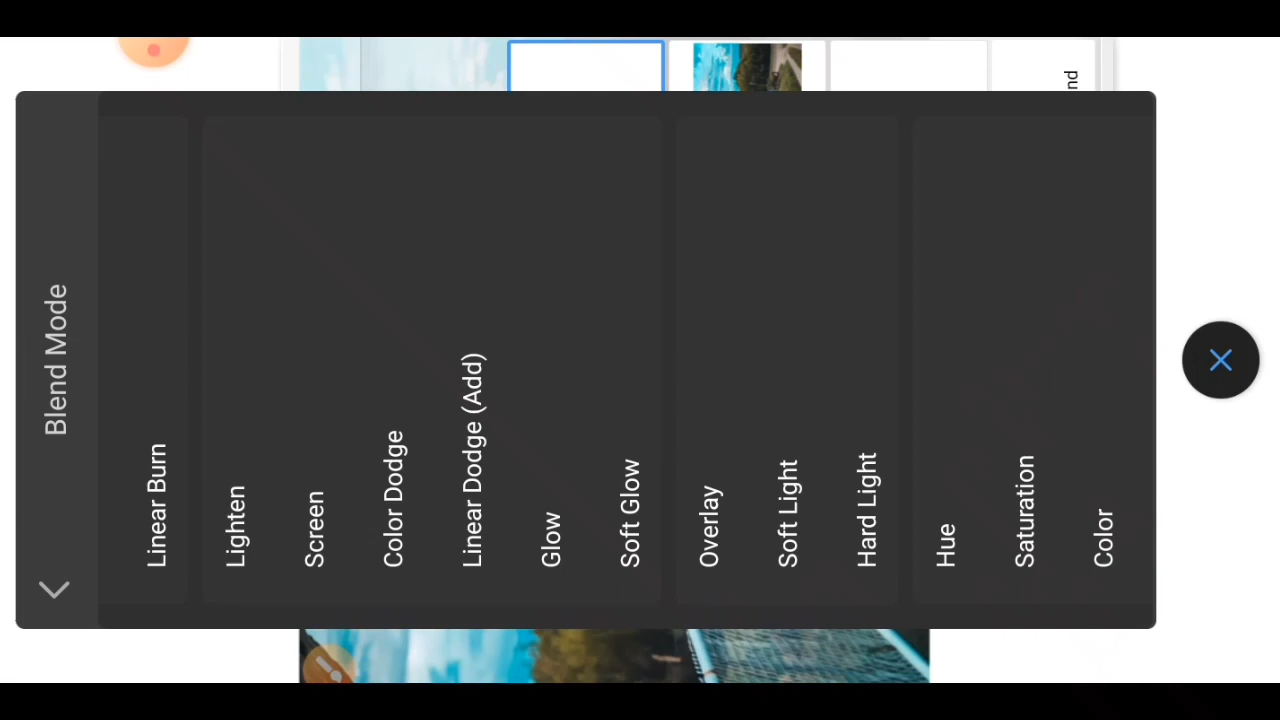 nd
Blend Mode
Linear Burn
Lighten
Screen
Color Dodge
Linear Dodge (Add)
Glow
Soft Glow
Overlay
Soft Light
Hard Light
Hue
Saturation
Color